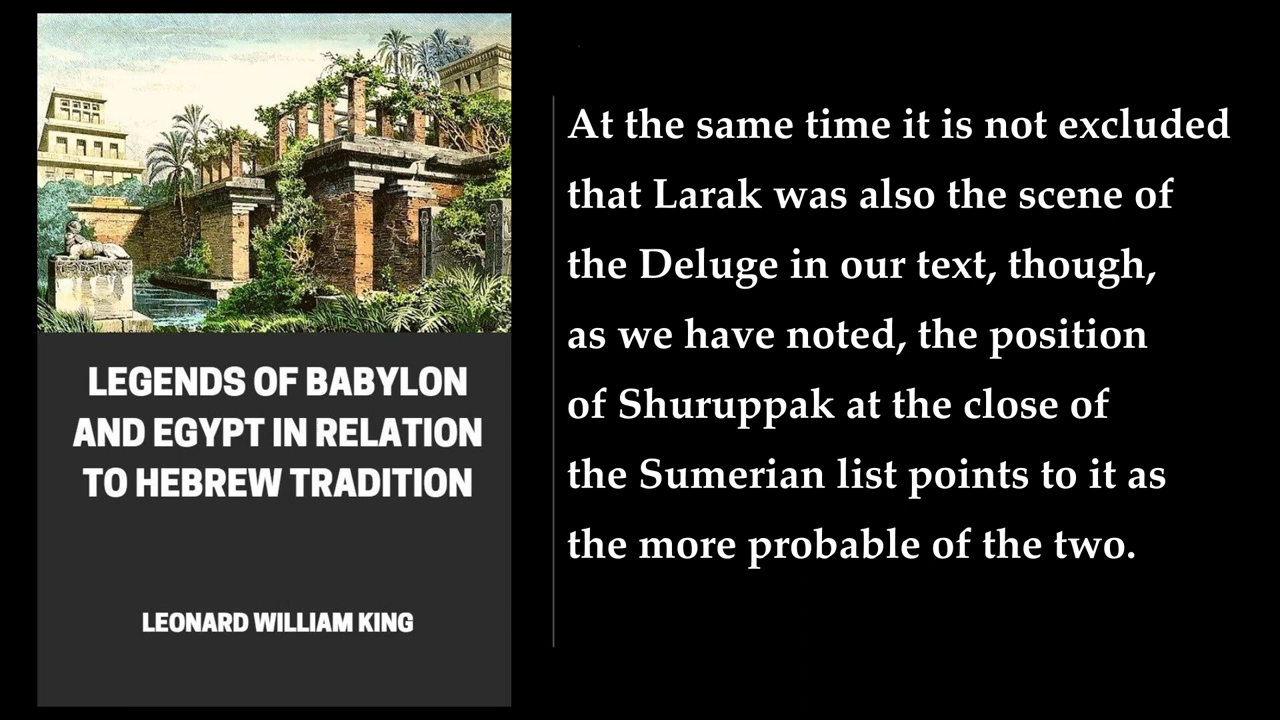 LEGENDS OF BABYLON
AND EGYPT IN RELATION
TO HEBREW TRADITION
LEONARD WILLIAM KING
At the same time it is not excluded
that Larak was also the scene of
the Deluge in our text, though,
as we have noted, the position
of Shuruppak at the close of
the Sumerian list points to it as
the more probable of the two.